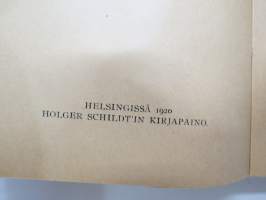 HELSINGISSÄ 1920
HOLGER SCHILDT'IN KIRJAPAINO.